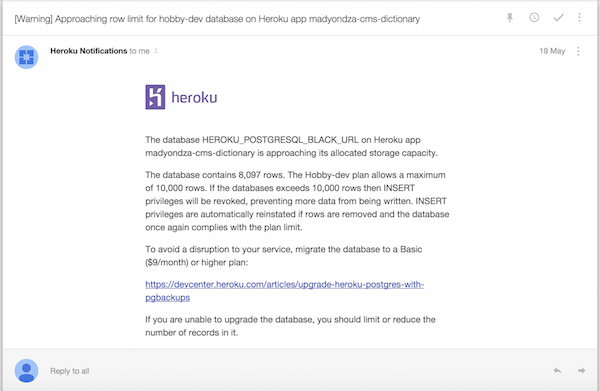 [Warning] Approaching row limit for hobby-dev database on Heroku app madyondza-cms-dictionary
Heroku Notifications to me
19 May
heroku
The database HEROKU_POSTGRESQL_BLACK_URL on Heroku app
madyondza-cms-dictionary is approaching its allocated storage capacity.
The database contains 8,097 rows. The Hobby-dev plan allows a maximum
of 10,000 rows. If the databases exceeds 10,000 rows then INSERT
privileges will be revoked, preventing more data from being written. INSERT
privileges are automatically reinstated if rows are removed and the database
once again complies with the plan limit.
To avoid a disruption to your service, migrate the database to a Basic
($9/month) or higher plan:
https://devcenter.heroku.com/articles/upgrade-heroku-postgres-with-
pgbackups
If you are unable to upgrade the database, you should limit or reduce the
number of records in it.
Reply to all